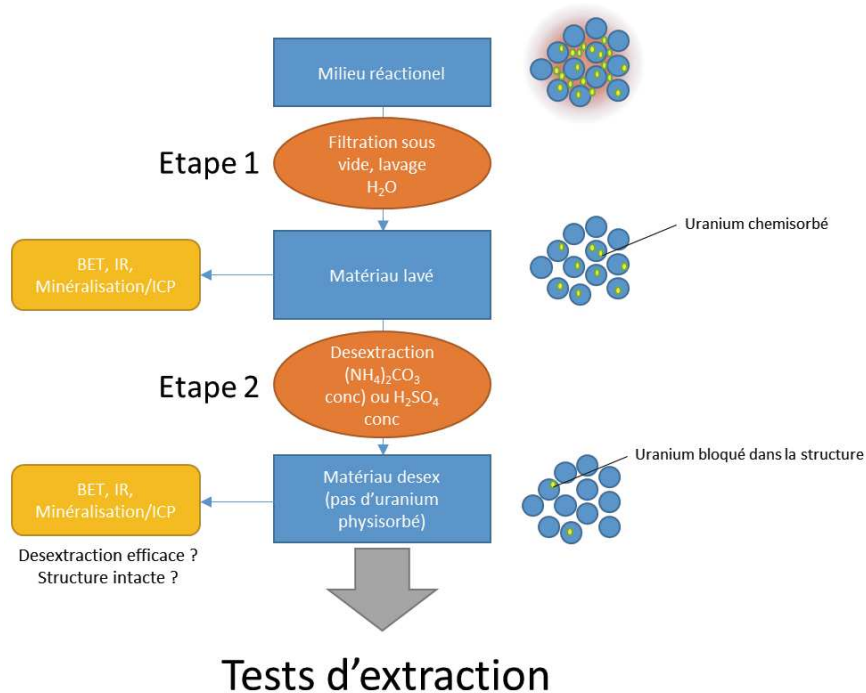 Milieu réactionel
Etape 1
Filtration sous
vide, lavage
H₂O
Uranium chemisorbé
BET, IR,
Minéralisation/ICP
Matériau lavé
Etape 2
Desextraction
(NH₄)₂CO₃
conc) ou H₂SO₄
conc
Uranium bloqué dans la structure
BET, IR,
Minéralisation/ICP
Matériau desex
(pas d’uranium
physisorbé)
Desextraction efficace ?
Structure intacte ?
Tests d’extraction